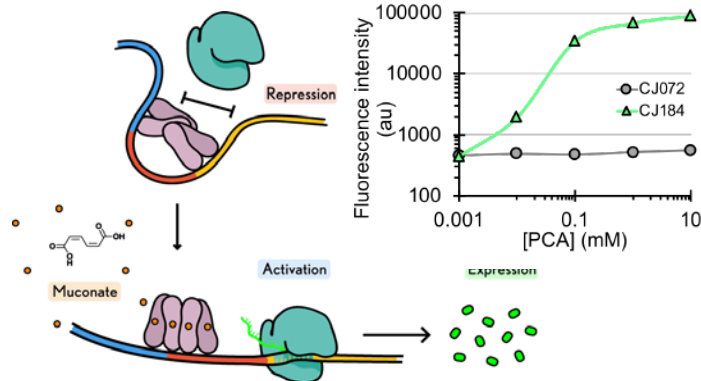 Repression
O
OH
O
H
Muconate
Activation
Expression
Fluorescence intensity
(au)
100000
10000
1000
100
0.001
0.1
10
[PCA] (mM)
CJ072
CJ184